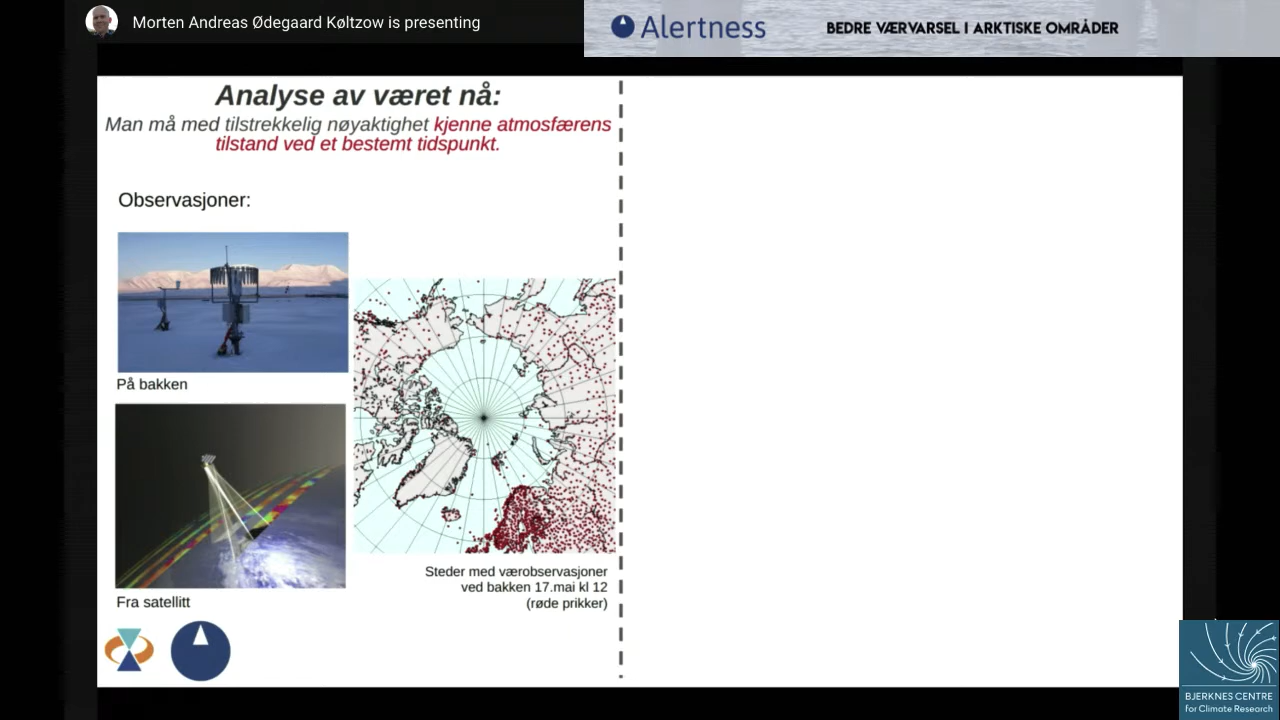 Morten Andreas Ødegaard Køltzow is presenting
Alertness
BEDRE VÆRVARSEL I ARKTISKE OMRÅDER
Analyse av været nå:
Man må med tilstrekkelig nøyaktighet kjenne atmosfærens
tilstand ved et bestemt tidspunkt.
Observasjoner:
På bakken
Fra satellitt
Steder med værobservasjoner
ved bakken 17.mai kl 12
(røde prikker)
BJERKNES CENTRE
for Climate Research